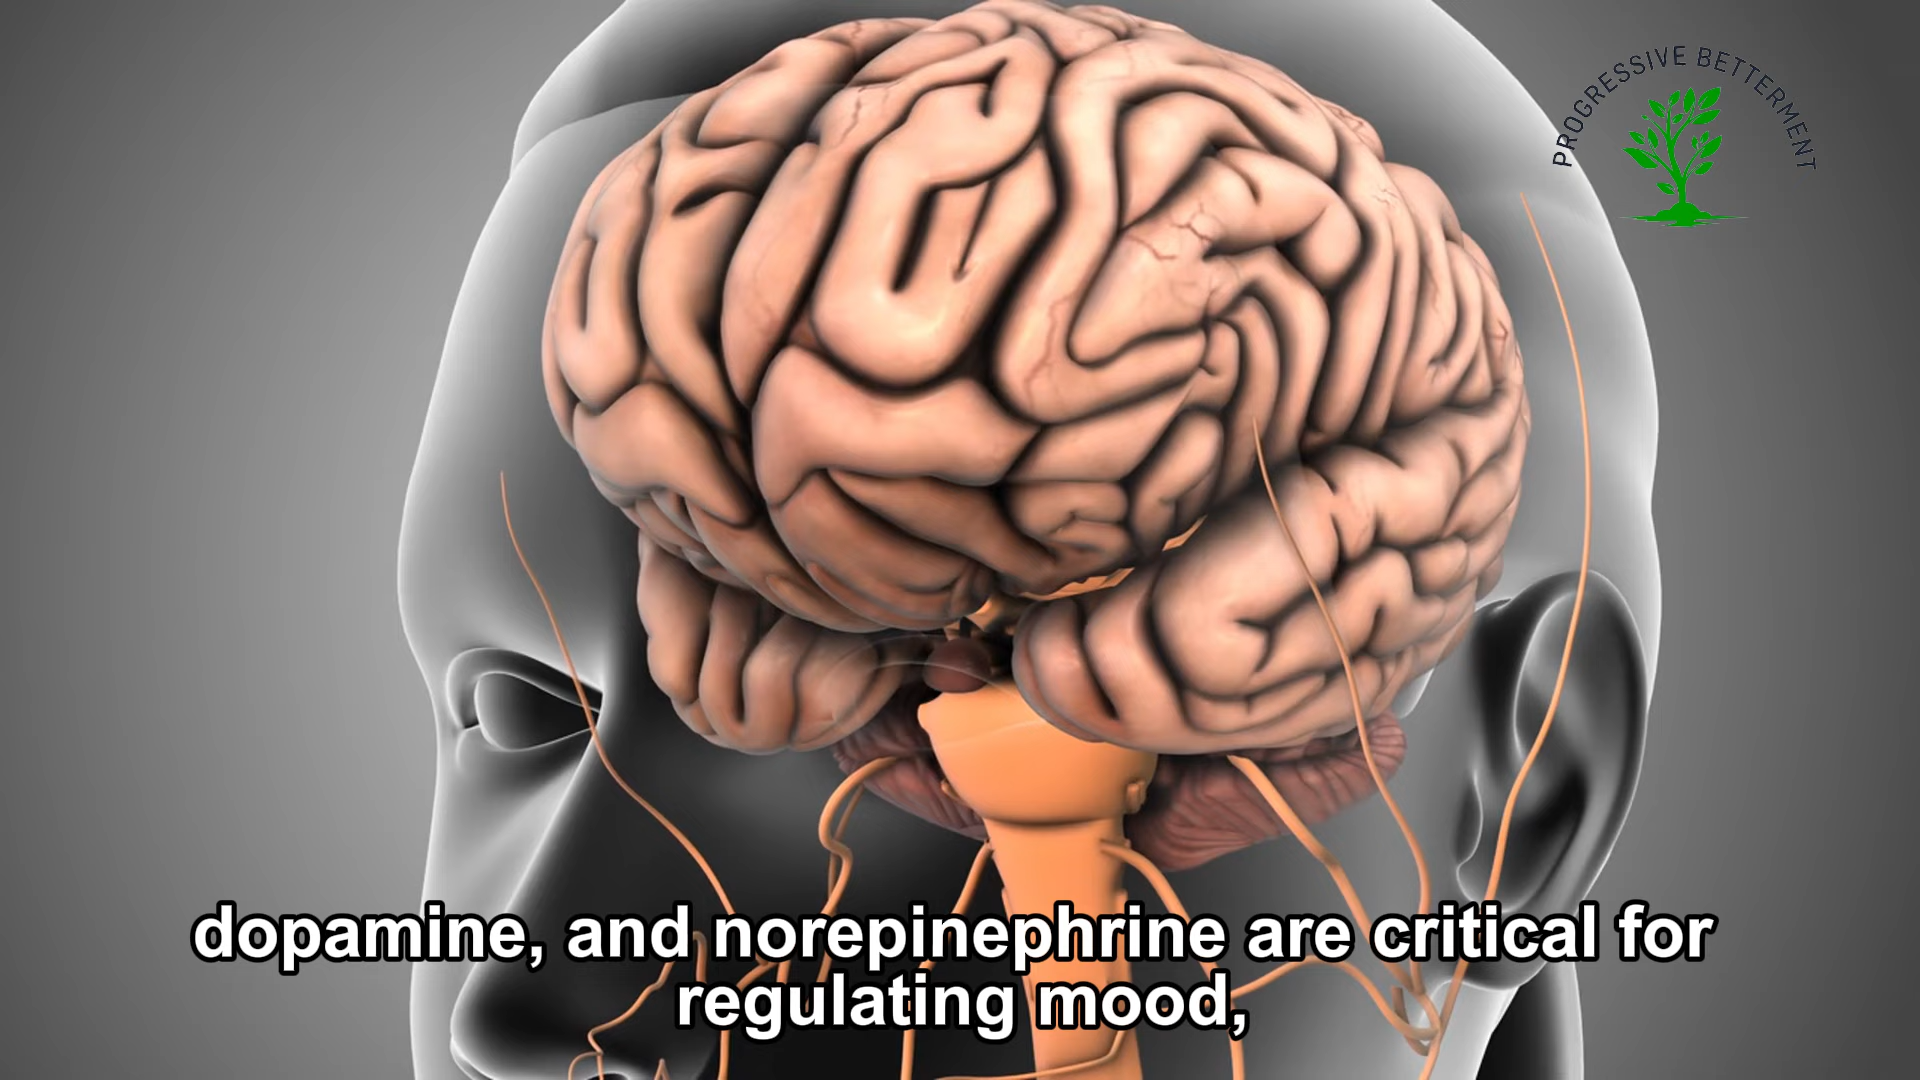 PROGRESSIVE BETTERMENT
dopamine, and norepinephrine are critical for
regulating mood,